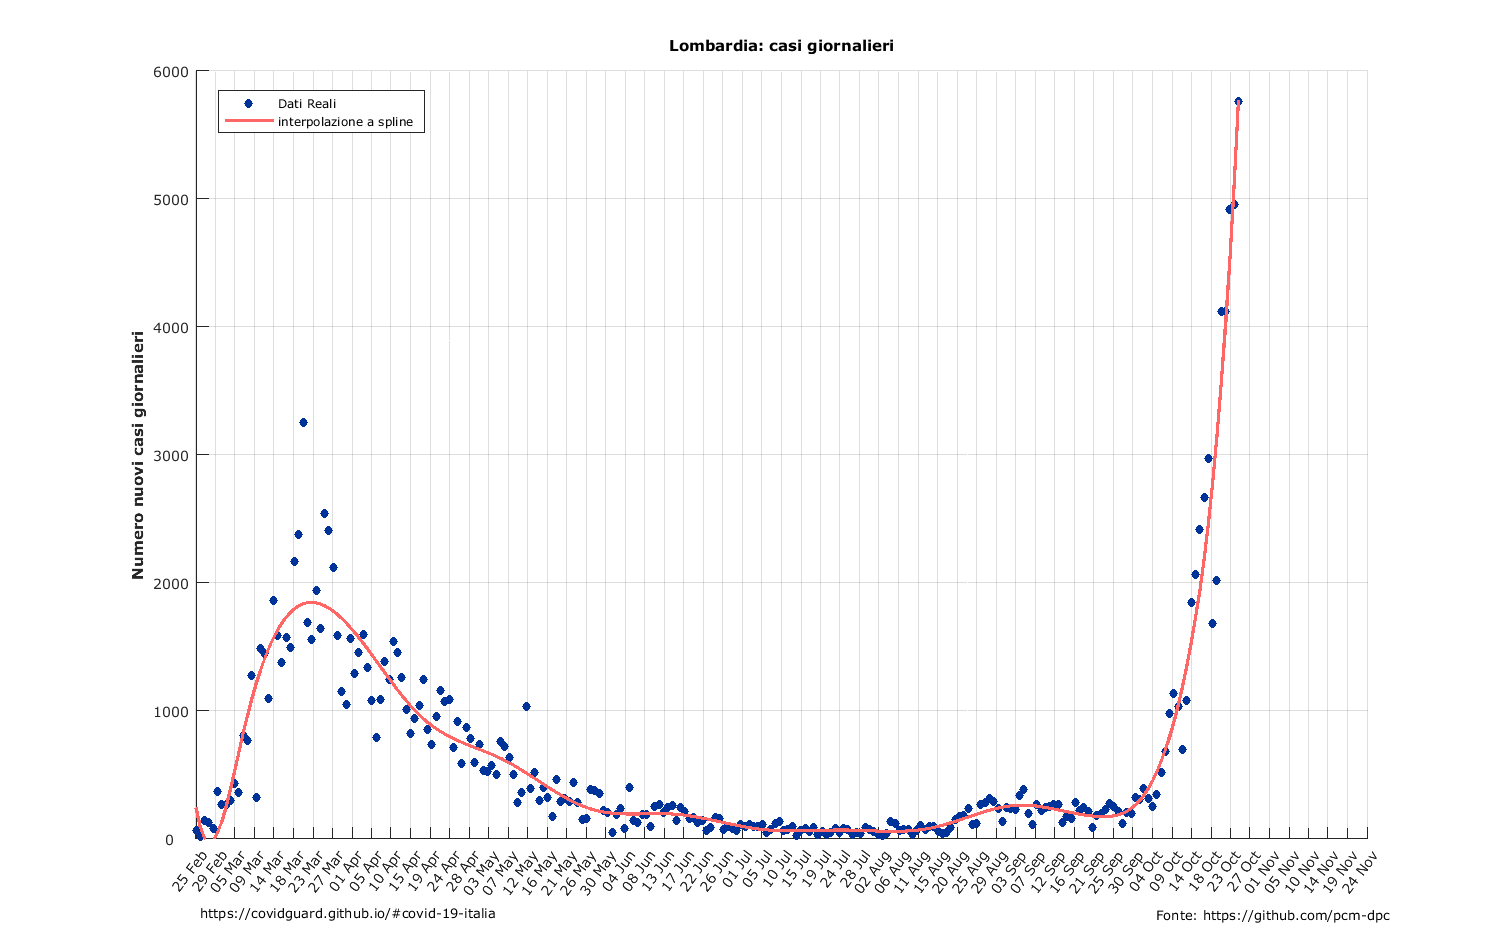 Lombardia: casi giornalieri
6000
5000
4000
3000
2000
1000
0
Numero nuovi casi giornalieri
Dati Reali
interpolazione a spline
25 Feb
29 Feb
05 Mar
09 Mar
14 Mar
18 Mar
23 Mar
27 Mar
01 Apr
05 Apr
10 Apr
15 Apr
19 Apr
24 Apr
28 Apr
03 May
07 May
12 May
16 May
21 May
26 May
30 May
04 Jun
08 Jun
13 Jun
17 Jun
22 Jun
26 Jun
01 Jul
05 Jul
10 Jul
15 Jul
19 Jul
24 Jul
28 Jul
02 Aug
06 Aug
11 Aug
15 Aug
20 Aug
25 Aug
29 Aug
03 Sep
07 Sep
12 Sep
16 Sep
21 Sep
25 Sep
30 Sep
04 Oct
09 Oct
14 Oct
18 Oct
23 Oct
27 Oct
01 Nov
05 Nov
10 Nov
14 Nov
19 Nov
24 Nov
https://covidguard.github.io/#covid-19-italia
Fonte: https://github.com/pcm-dpc